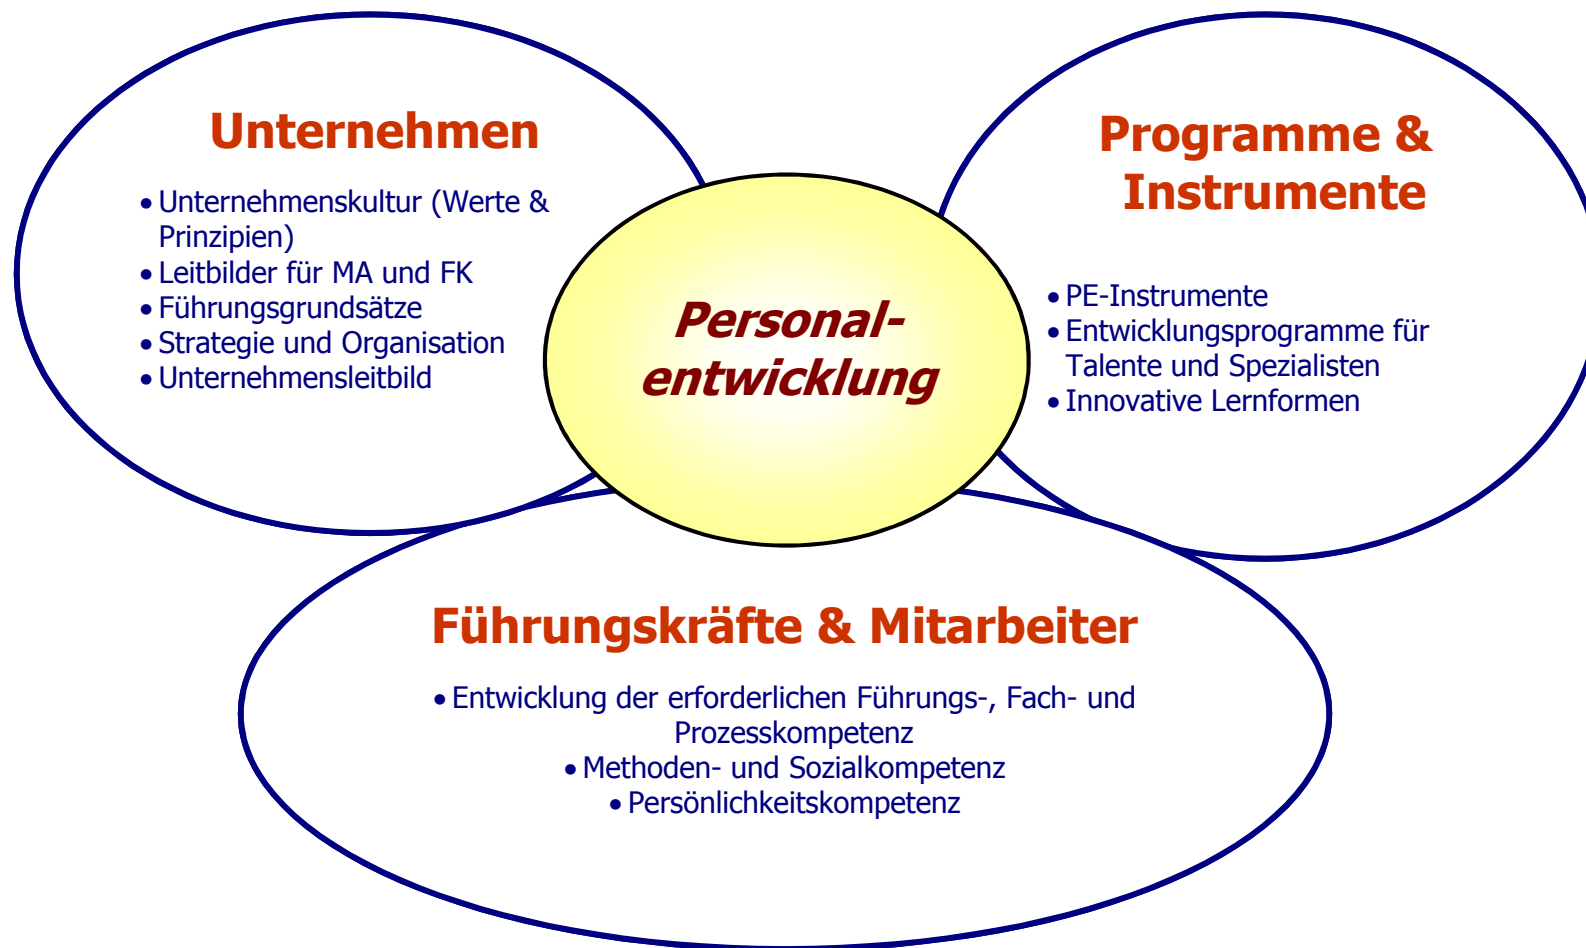 Unternehmen
• Unternehmenskultur (Werte &
Prinzipien)
• Leitbilder für MA und FK
• Führungsgrundsätze
• Strategie und Organisation
• Unternehmensleitbild
Personal-
entwicklung
Programme &
Instrumente
• PE-Instrumente
• Entwicklungsprogramme für
Talente und Spezialisten
• Innovative Lernformen
Führungskräfte & Mitarbeiter
• Entwicklung der erforderlichen Führungs-, Fach- und
Prozesskompetenz
• Methoden- und Sozialkompetenz
• Persönlichkeitskompetenz